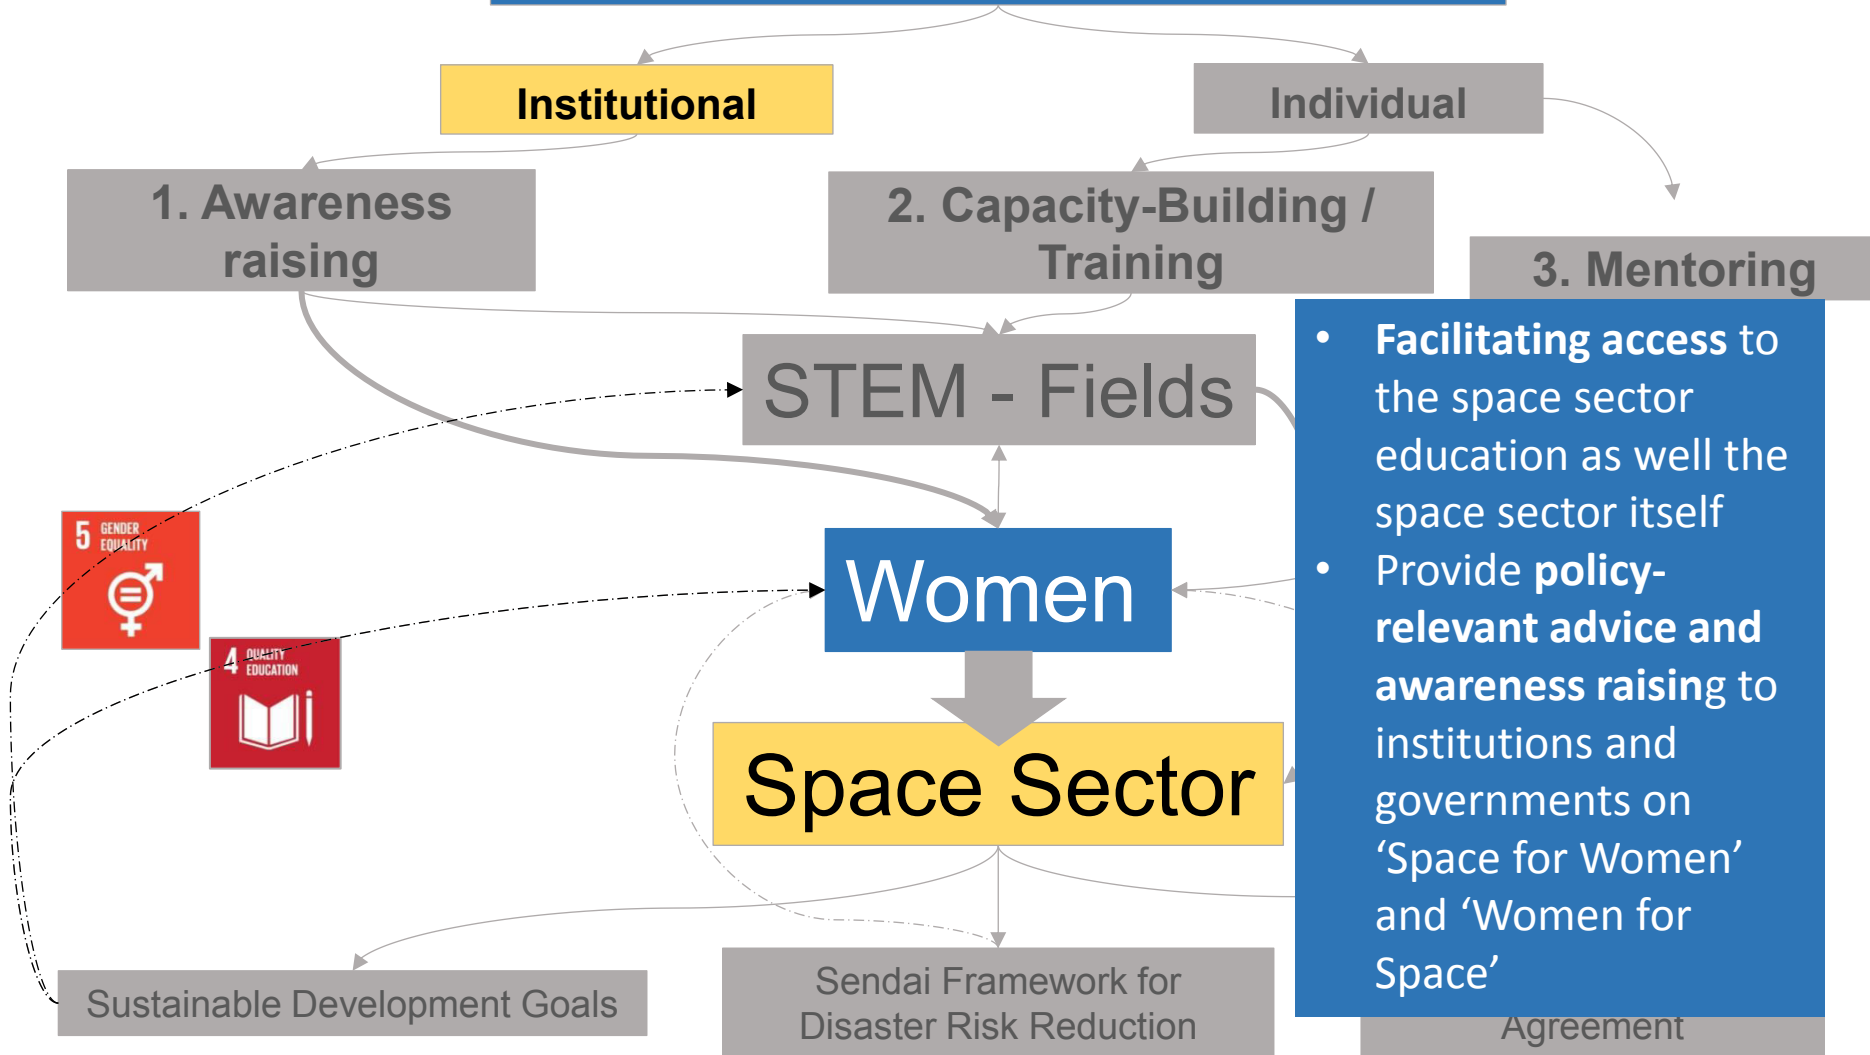 Institutional
Individual
1. Awareness
raising
2. Capacity-Building /
Training
3. Mentoring
STEM - Fields
• Facilitating access to
the space sector
education as well the
space sector itself
• Provide policy-
relevant advice and
awareness raising to
institutions and
governments on
‘Space for Women’
and ‘Women for
Space’
5 GENDER
EQUALITY
Women
4 QUALITY
EDUCATION
Space Sector
Sustainable Development Goals
Sendai Framework for
Disaster Risk Reduction
Agreement